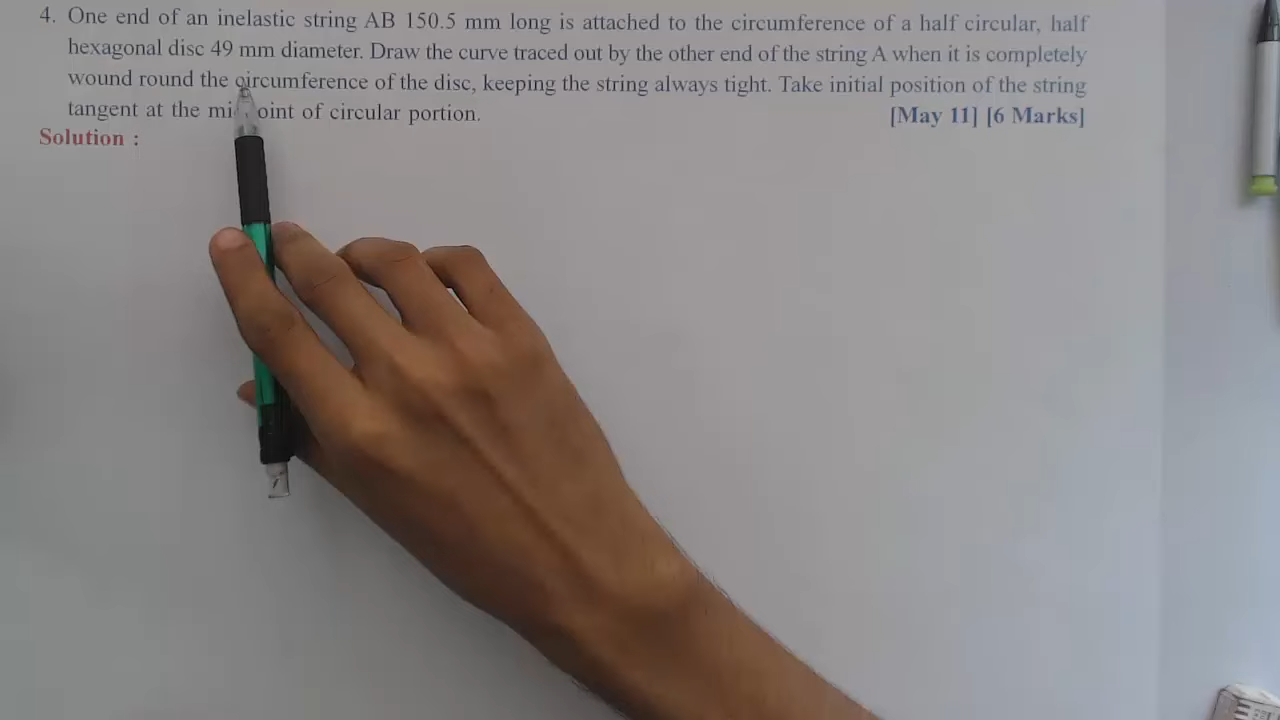 4. One end of an inelastic string AB 150.5 mm long is attached to the circumference of a half circular, half
hexagonal disc 49 mm diameter. Draw the curve traced out by the other end of the string A when it is completely
wound round the circumference of the disc, keeping the string always tight. Take initial position of the string
tangent at the of circular portion. [May 11] [6 Marks]
Solution :